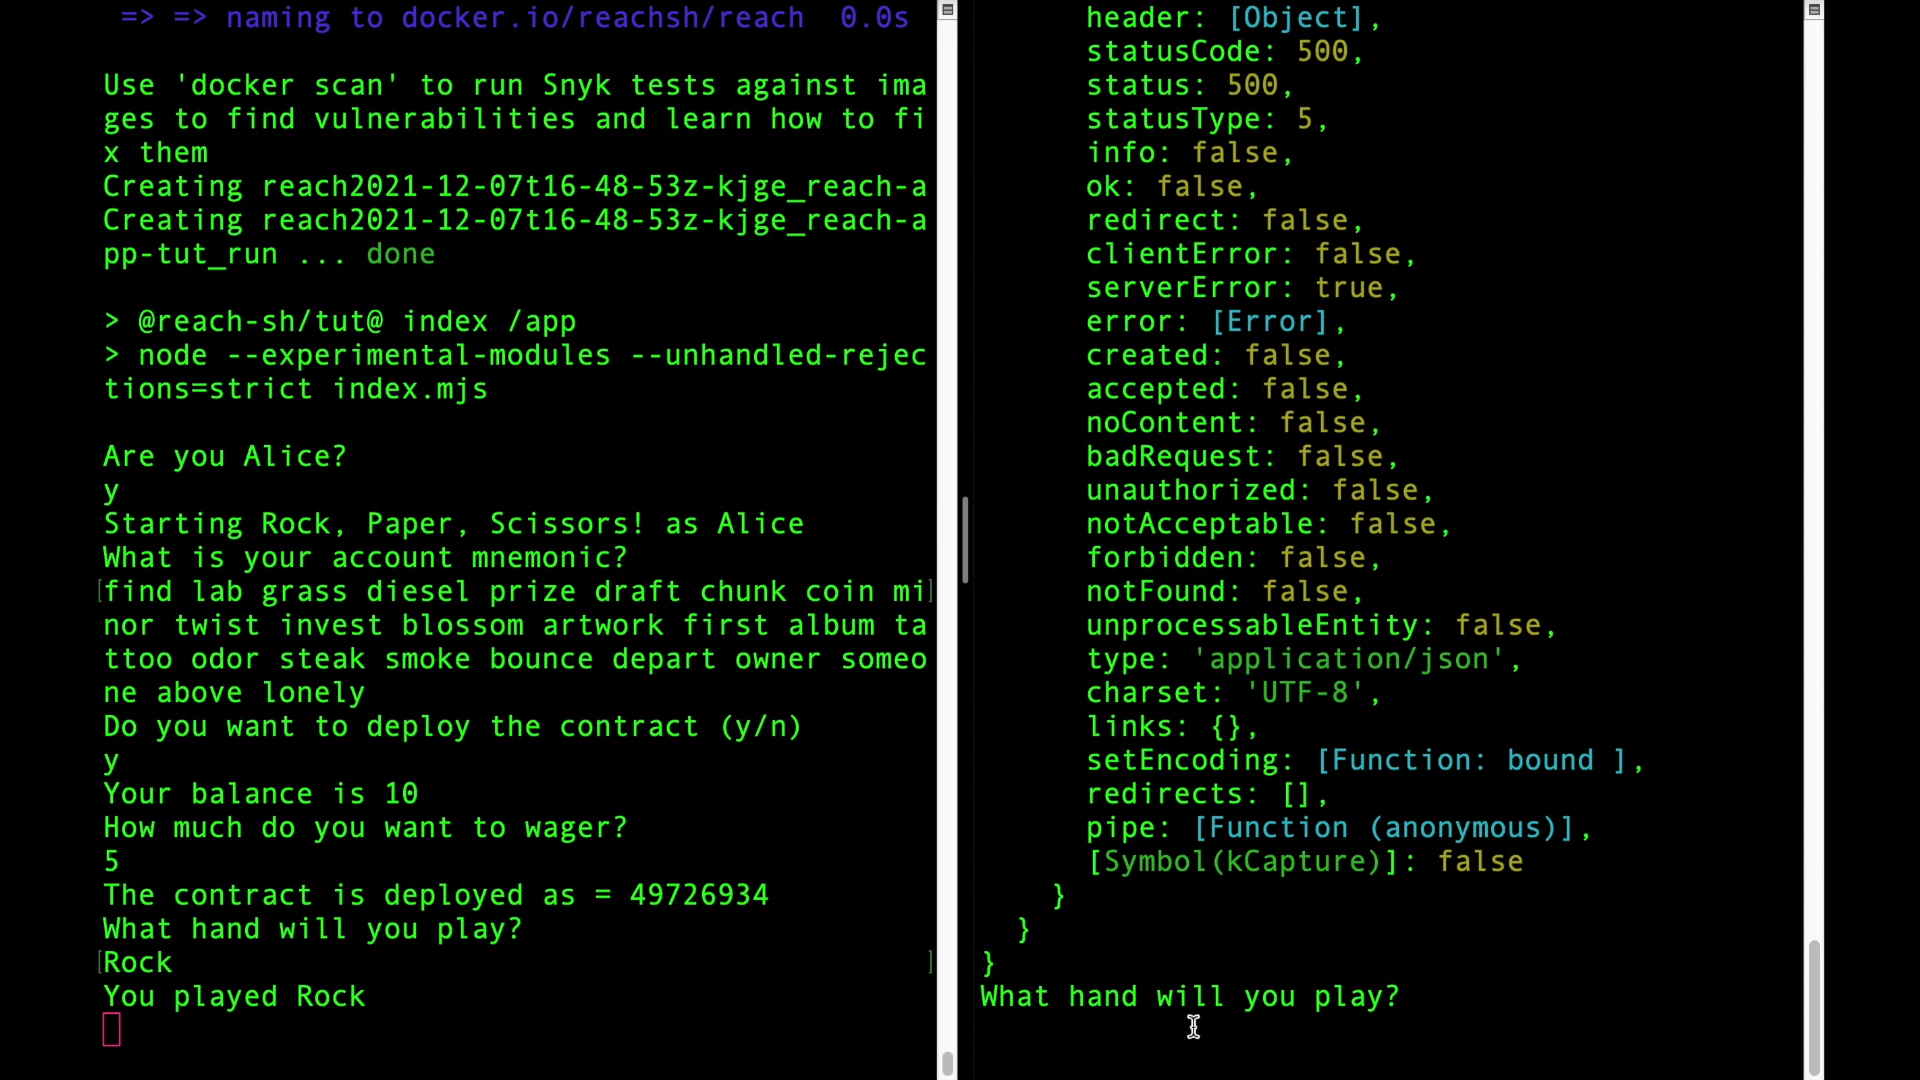 => => naming to docker.io/reachsh/reach  0.0s
Use 'docker scan' to run Snyk tests against ima
ges to find vulnerabilities and learn how to fi
x them
Creating reach2021-12-07t16-48-53z-kjge_reach-a
Creating reach2021-12-07t16-48-53z-kjge_reach-a
pp-tut_run ... done
> @reach-sh/tut@ index /app
> node --experimental-modules --unhandled-rejec
tions=strict index.mjs
Are you Alice?
y
Starting Rock, Paper, Scissors! as Alice
What is your account mnemonic?
[find lab grass diesel prize draft chunk coin mi]
nor twist invest blossom artwork first album ta
ttoo odor steak smoke bounce depart owner someo
ne above lonely
Do you want to deploy the contract (y/n)
y
Your balance is 10
How much do you want to wager?
5
The contract is deployed as = 49726934
What hand will you play?
[Rock ]
You played Rock
header: [Object],
statusCode: 500,
status: 500,
statusType: 5,
info: false,
ok: false,
redirect: false,
clientError: false,
serverError: true,
error: [Error],
created: false,
accepted: false,
noContent: false,
badRequest: false,
unauthorized: false,
notAcceptable: false,
forbidden: false,
notFound: false,
unprocessableEntity: false,
type: 'application/json',
charset: 'UTF-8',
links: {},
setEncoding: [Function: bound ],
redirects: [],
pipe: [Function (anonymous)],
[Symbol(kCapture)]: false
}
}
}
What hand will you play?